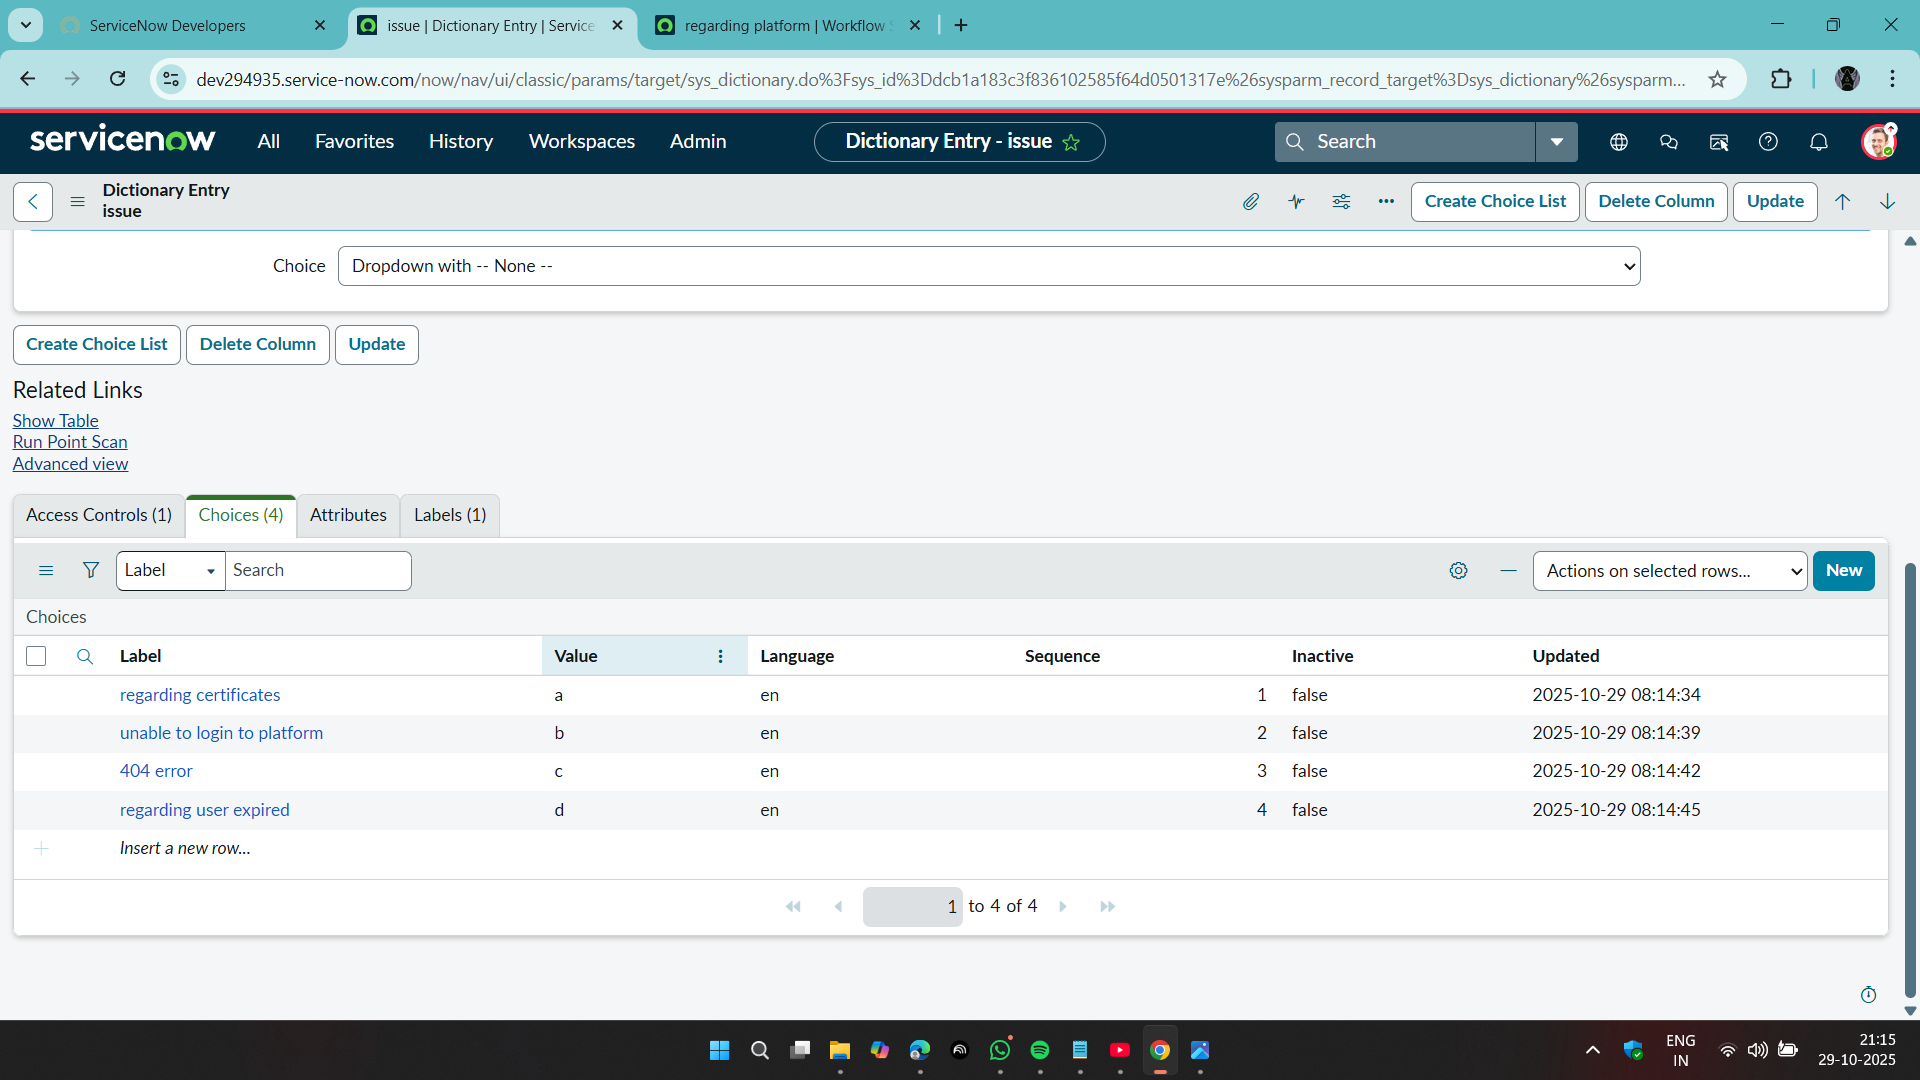 ServiceNow Developers
issue | Dictionary Entry | Service
regarding platform | Workflow S
dev294935.service-now.com/now/nav/ui/classic/params/target/sys_dictionary.do%3Fsys_id%3Ddcb1a183c3f836102585f64d0501317e%26sysparm_record_target%3Dsys_dictionary%26sysparm...
servicenow All Favorites History Workspaces Admin Dictionary Entry - issue Search
Dictionary Entry
issue
Create Choice List Delete Column Update
Choice Dropdown with -- None --
Create Choice List Delete Column Update
Related Links
Show Table
Run Point Scan
Advanced view
Access Controls (1) Choices (4) Attributes Labels (1)
Label Search Actions on selected rows... New
Choices
Label Value Language Sequence Inactive Updated
regarding certificates a en 1 false 2025-10-29 08:14:34
unable to login to platform b en 2 false 2025-10-29 08:14:39
404 error c en 3 false 2025-10-29 08:14:42
regarding user expired d en 4 false 2025-10-29 08:14:45
Insert a new row...
1 to 4 of 4
ENG 21:15
IN 29-10-2025